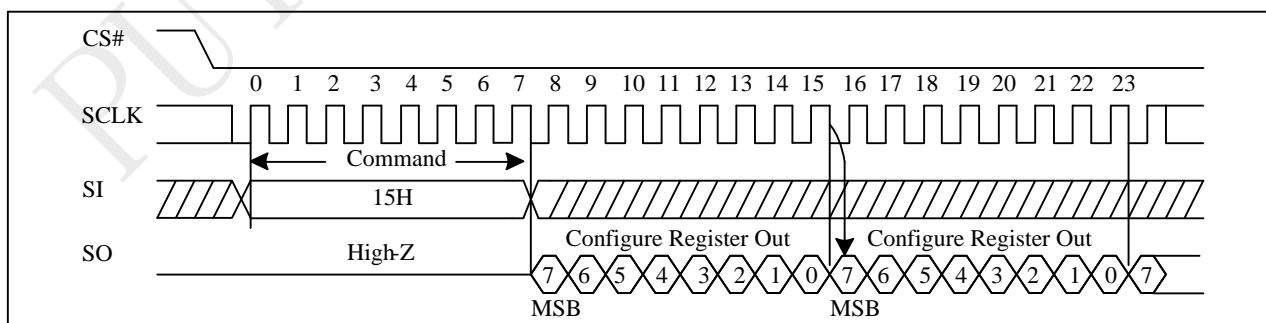 CS#
0 1 2 3 4 5 6 7 8 9 10 11 12 13 14 15 16 17 18 19 20 21 22 23
SCLK
Command
SI
15H
SO
High-Z
Configure Register Out
Configure Register Out
7 6 5 4 3 2 1 0 7 6 5 4 3 2 1 0 7
MSB
MSB